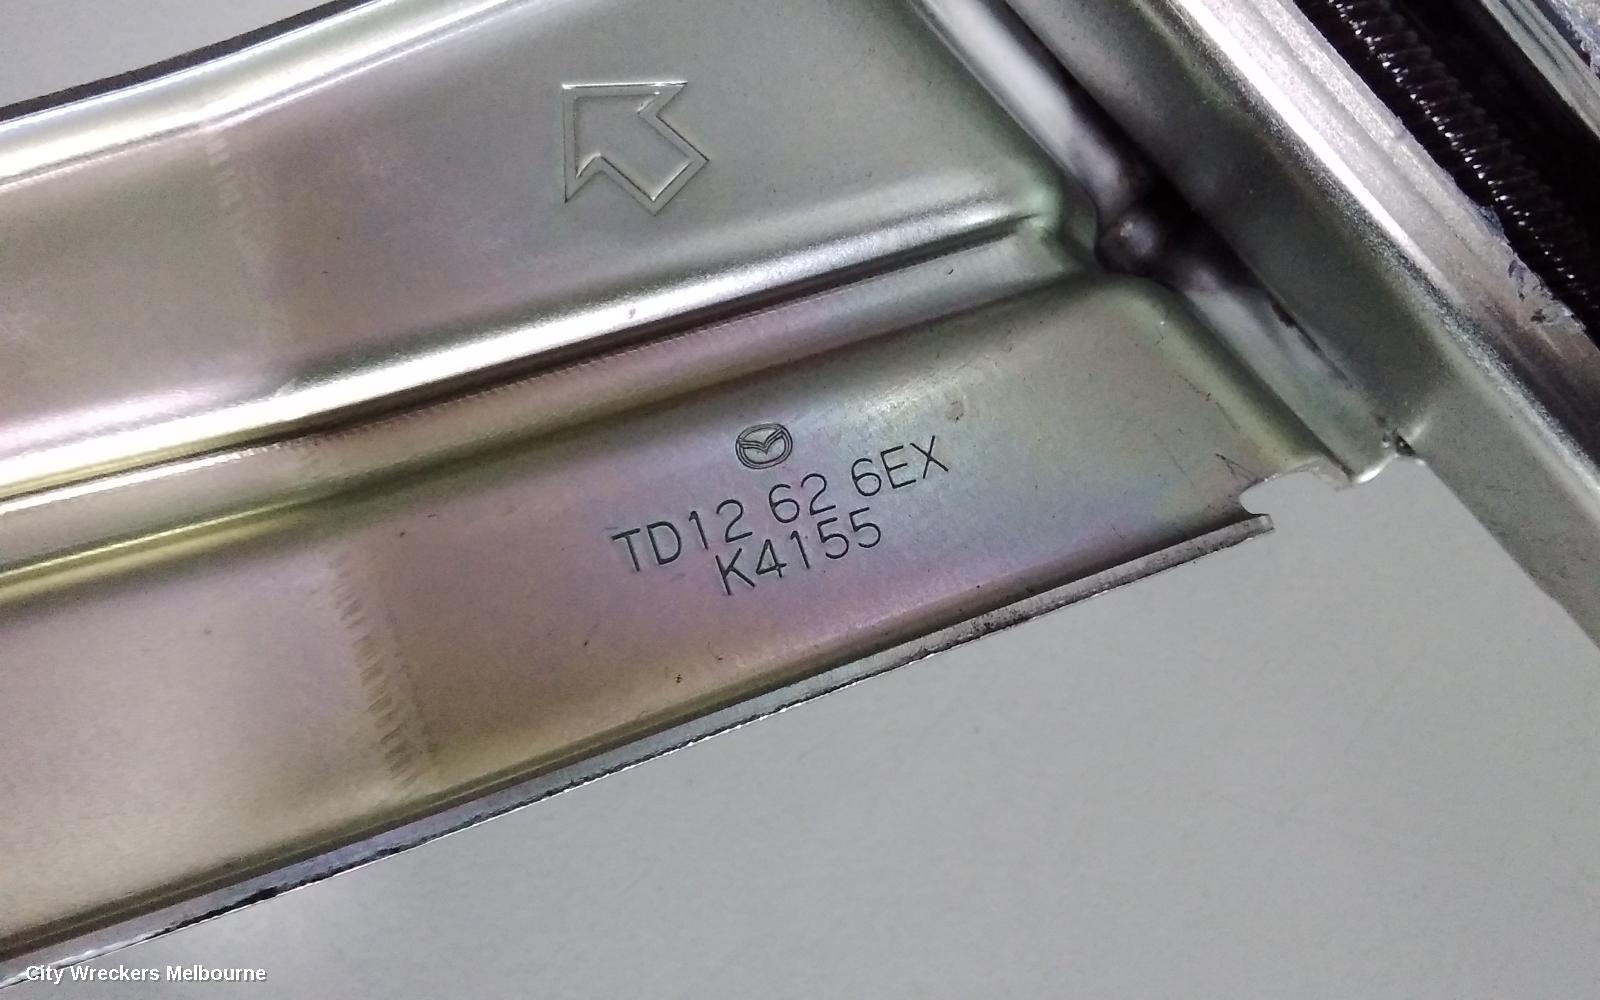 TD12 62 6EX
K4155
City Wreckers Melbourne